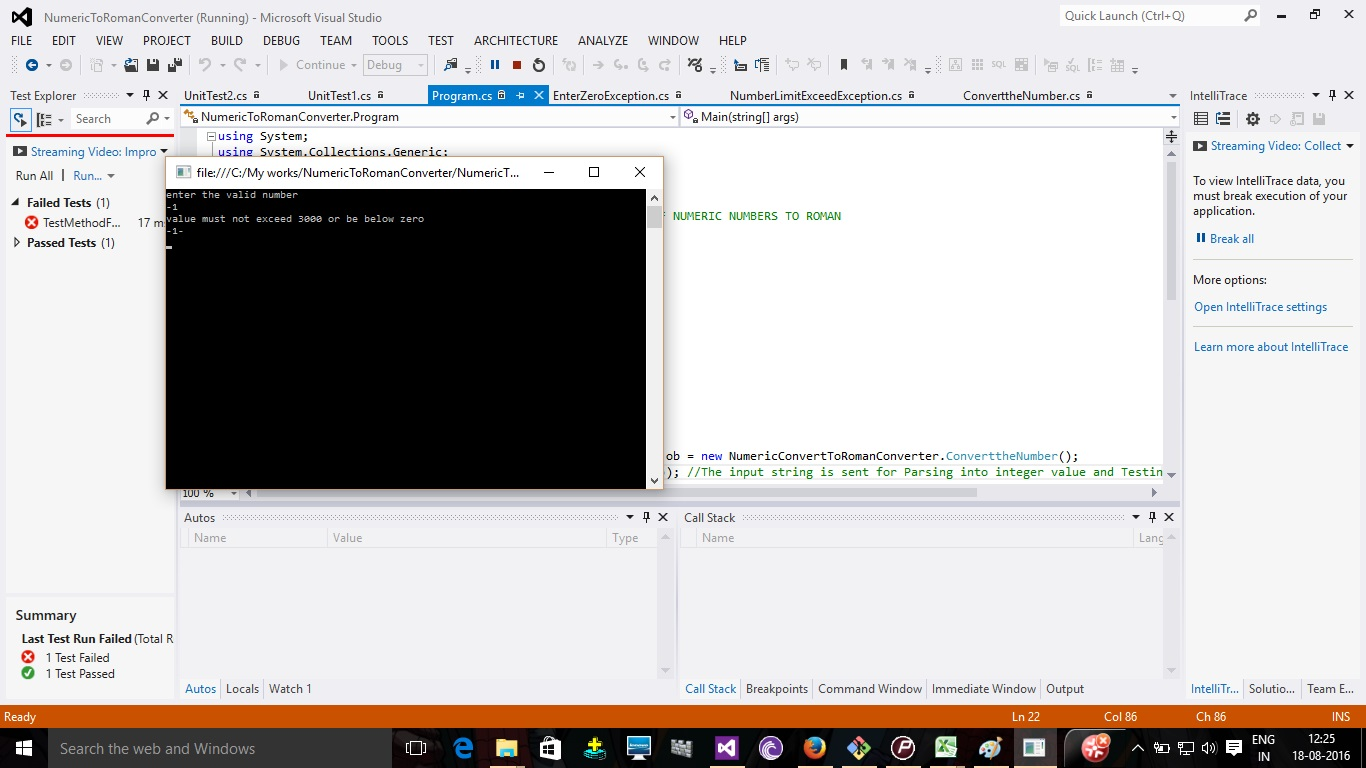 NumericToRomanConverter (Running) - Microsoft Visual Studio
Quick Launch (Ctrl+Q)
FILE EDIT VIEW PROJECT BUILD DEBUG TEAM TOOLS TEST ARCHITECTURE ANALYZE WINDOW HELP
Continue Debug
Test Explorer
UnitTest2.cs UnitTest1.cs Program.cs EnterZeroException.cs NumberLimitExceedException.cs ConverttheNumber.cs
IntelliTrace
Search
NumericToRomanConverter.Program
Main(string[] args)
Streaming Video: Impro
Run All | Run...
Failed Tests (1)
TestMethodF... 17 ms
Passed Tests (1)
using System;
using System.Collections.Generic;
file:///C:/My works/NumericToRomanConverter/NumericT...
enter the valid number
-1
value must not exceed 3000 or be below zero
-1-
NUMERIC NUMBERS TO ROMAN
ob = new NumericConvertToRomanConverter.ConverttheNumber();
); //The input string is sent for Parsing into integer value and Testin
100 %
Streaming Video: Collect
To view IntelliTrace data, you
must break execution of your
application.
Break all
More options:
Open IntelliTrace settings
Learn more about IntelliTrace
Autos
Name Value Type
Call Stack
Name Lang
Summary
Last Test Run Failed (Total R
1 Test Failed
1 Test Passed
Autos Locals Watch 1
Call Stack Breakpoints Command Window Immediate Window Output
IntelliTr... Solutio... Team E...
Ready
Ln 22 Col 86 Ch 86 INS
Search the web and Windows
ENG
IN
12:25
18-08-2016